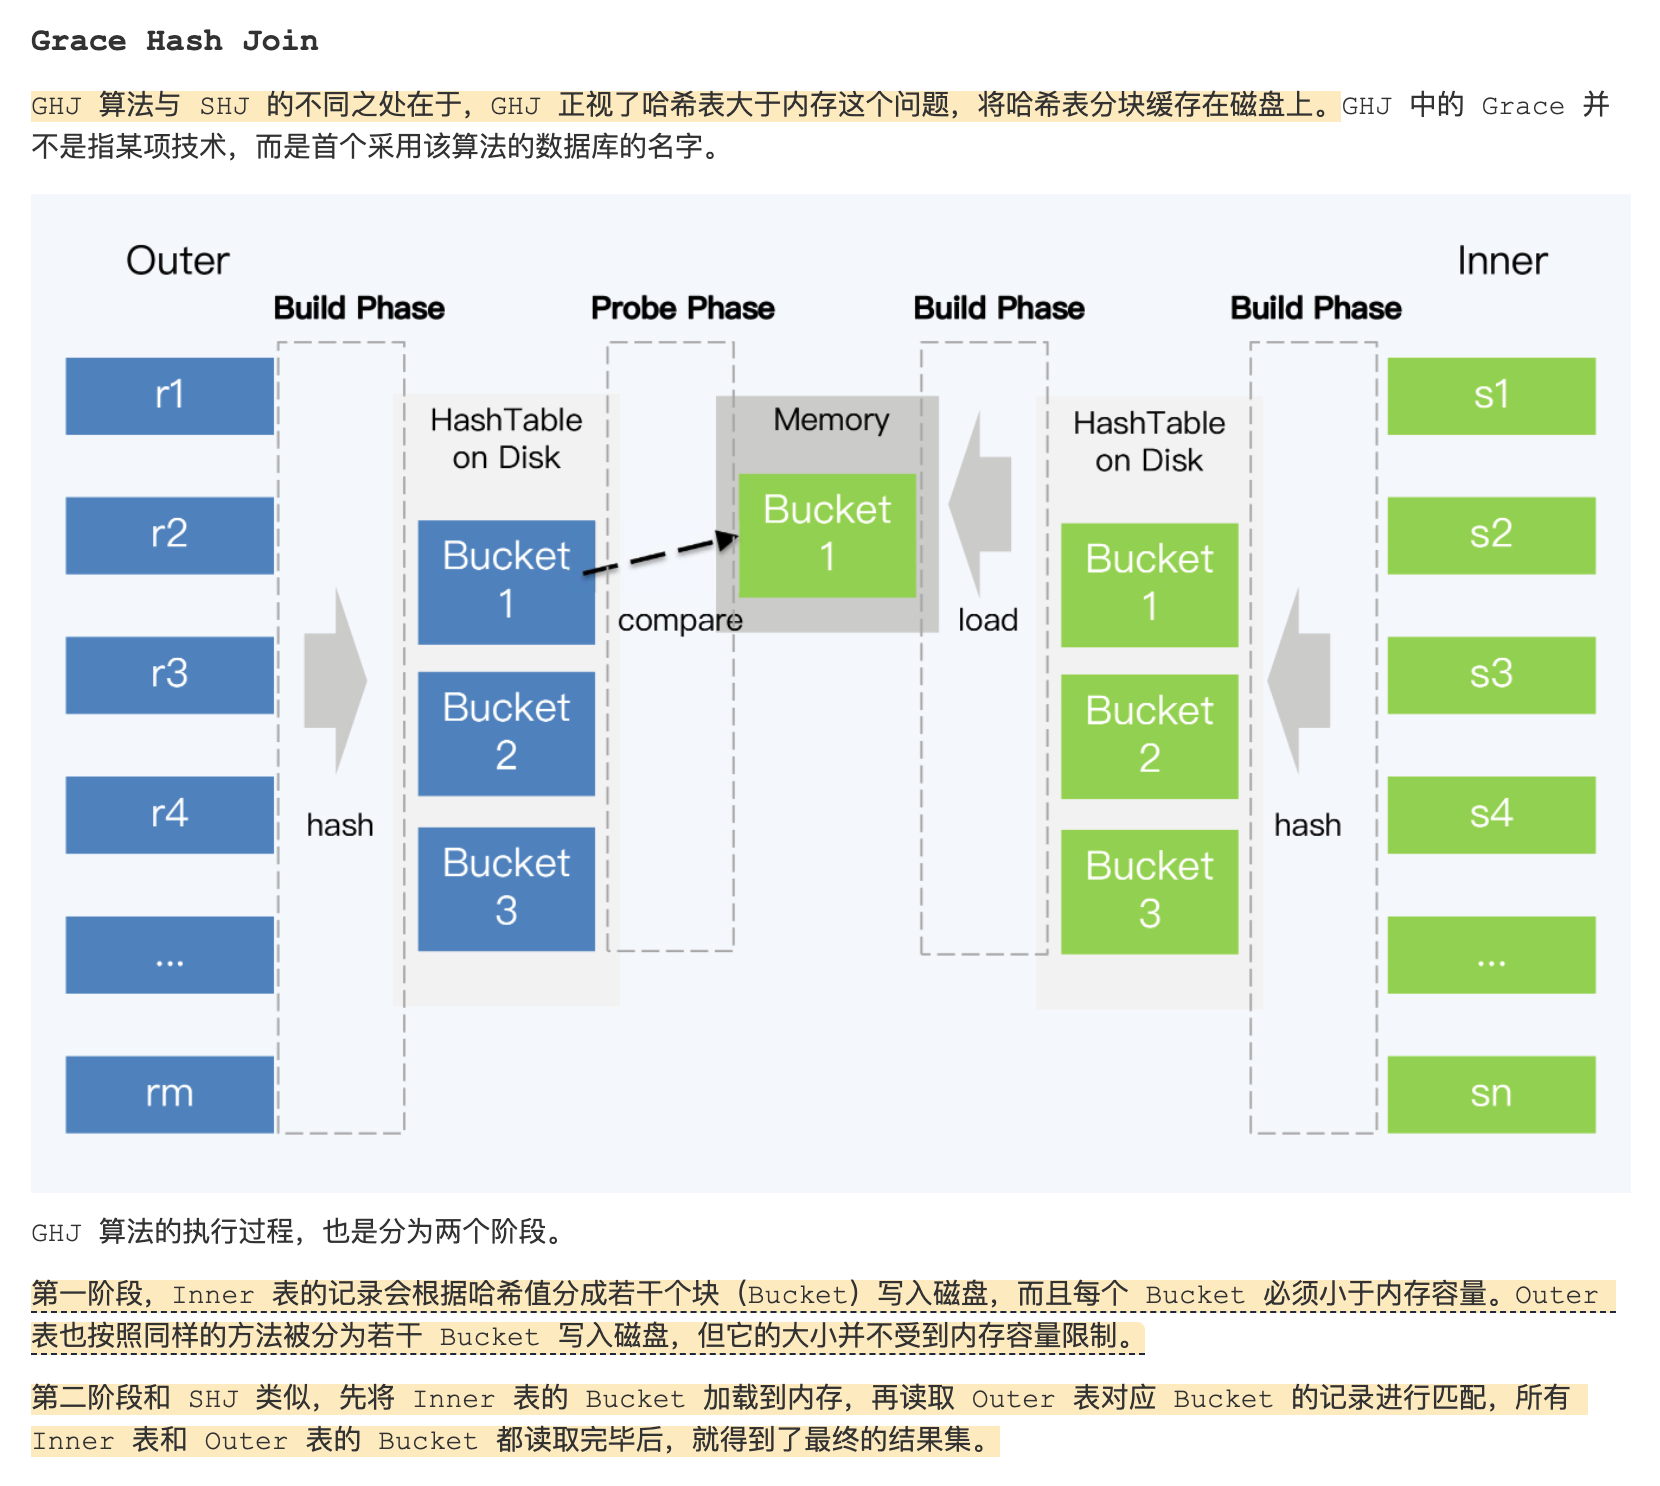 Grace Hash Join
GHJ 算法与 SHJ 的不同之处在于，GHJ 正视了哈希表大于内存这个问题，将哈希表分块缓存在磁盘上。GHJ 中的 Grace 并
不是指某项技术，而是首个采用该算法的数据库的名字。
Outer
Inner
Build Phase
Probe Phase
Build Phase
Build Phase
r1
r2
r3
r4
...
rm
hash
HashTable
on Disk
Bucket
1
Bucket
2
Bucket
3
compare
Memory
Bucket
1
load
HashTable
on Disk
Bucket
1
Bucket
2
Bucket
3
hash
s1
s2
s3
s4
...
sn
GHJ 算法的执行过程，也是分为两个阶段。
第一阶段，Inner 表的记录会根据哈希值分成若干个块（Bucket）写入磁盘，而且每个 Bucket 必须小于内存容量。Outer
表也按照同样的方法被分为若干 Bucket 写入磁盘，但它的大小并不受到内存容量限制。
第二阶段和 SHJ 类似，先将 Inner 表的 Bucket 加载到内存，再读取 Outer 表对应 Bucket 的记录进行匹配，所有
Inner 表和 Outer 表的 Bucket 都读取完毕后，就得到了最终的结果集。